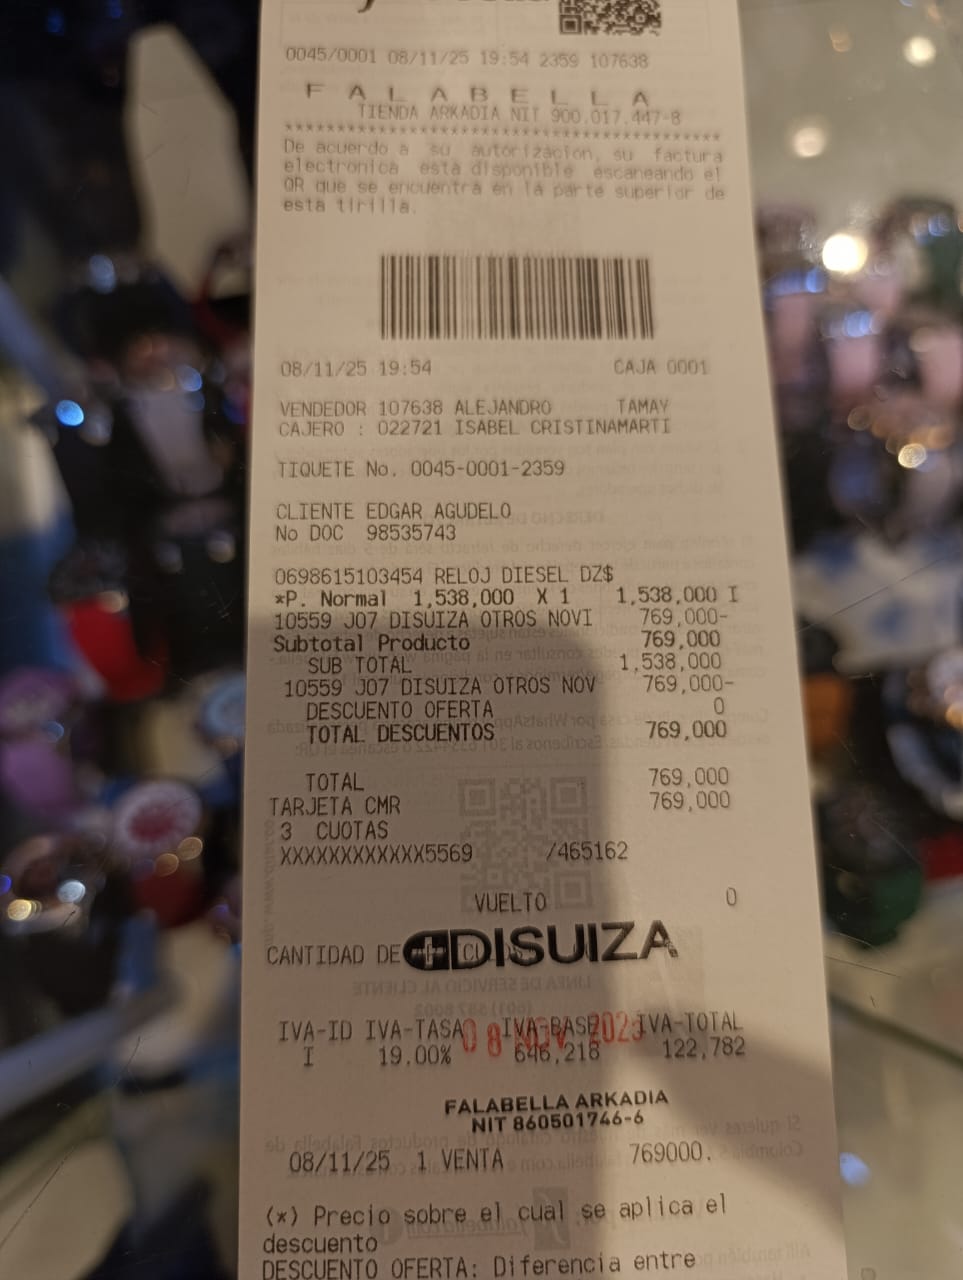 0045/0001 08/11/25 19:54 2359 107638
F A L A B E L L A
TIENDA ARKADIA NIT 900.017.447-8
****************************************************
De acuerdo a su autorización, su factura
electronica está disponible escaneando el
QR que se encuentra en la parte superior de
esta tirilla.
08/11/25 19:54 CAJA 0001
VENDEDOR 107638 ALEJANDRO TAMAY
CAJERO : 022721 ISABEL CRISTINAMARTI
TIQUETE No. 0045-0001-2359
CLIENTE EDGAR AGUDELO
No DOC 98535743
0698615103454 RELOJ DIESEL DZ$
*P. Normal 1,538,000 X 1 1,538,000 I
10559 J07 DISUIZA OTROS NOVI 769,000-
Subtotal Producto 769,000
SUB TOTAL 1,538,000
10559 J07 DISUIZA OTROS NOV 769,000-
DESCUENTO OFERTA 0
TOTAL DESCUENTOS 769,000
TOTAL 769,000
TARJETA CMR 769,000
3 CUOTAS
XXXXXXXXXXXX5569 /465162
VUELTO 0
CANTIDAD DE DISUIZA
IVA-ID IVA-TASA IVA-BASE IVA-TOTAL
08 NOV 2025
I 19.00% 646,218 122,782
FALABELLA ARKADIA
NIT 860501746-6
08/11/25 1 VENTA 769000.
(*) Precio sobre el cual se aplica el
descuento
DESCUENTO OFERTA: Diferencia entre